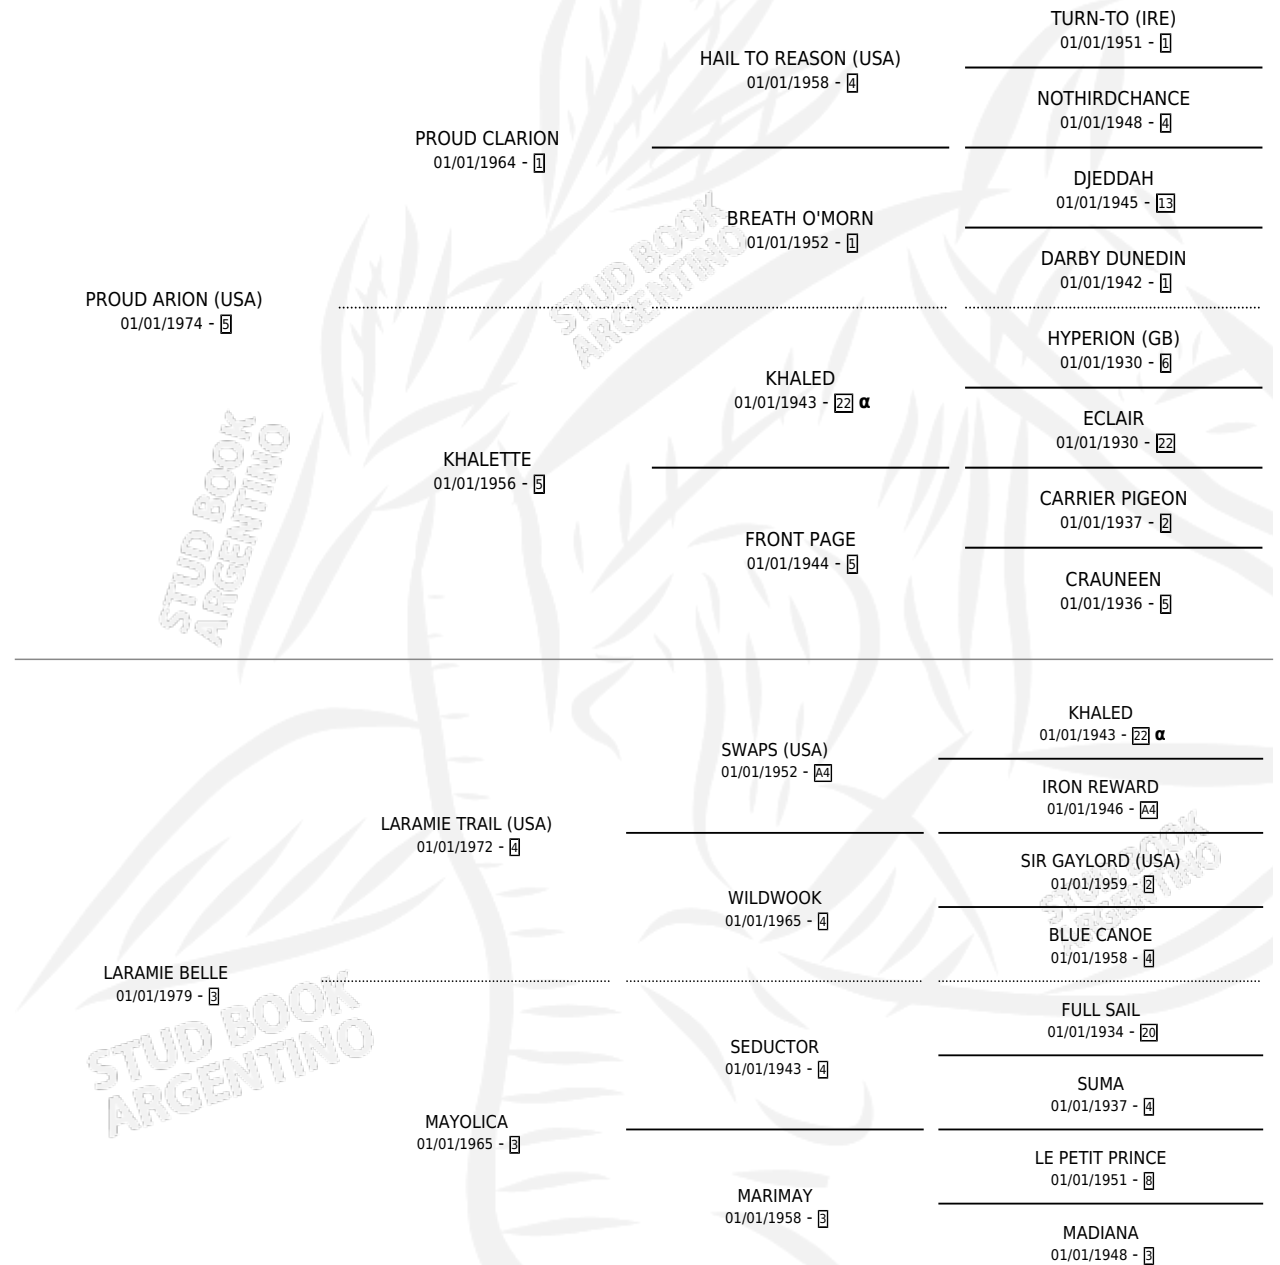 TURN-TO (IRE)
01/01/1951 - 1
HAIL TO REASON (USA)
01/01/1958 - 4
NOTHIRDCHANCE
01/01/1948 - 4
PROUD CLARION
01/01/1964 - 1
DJEDDAH
01/01/1945 - 13
BREATH O'MORN
01/01/1952 - 1
DARBY DUNEDIN
01/01/1942 - 1
PROUD ARION (USA)
01/01/1974 - 5
STUD BOOK
ARGENTINO
HYPERION (GB)
01/01/1930 - 6
KHALED
01/01/1943 - 22 α
ECLAIR
01/01/1930 - 22
KHALETTE
01/01/1956 - 5
CARRIER PIGEON
01/01/1937 - 2
FRONT PAGE
01/01/1944 - 5
CRAUNEEN
01/01/1936 - 5
STUD BOOK
ARGENTINO
KHALED
01/01/1943 - 22 α
SWAPS (USA)
01/01/1952 - A4
IRON REWARD
01/01/1946 - A4
LARAMIE TRAIL (USA)
01/01/1972 - 4
SIR GAYLORD (USA)
01/01/1959 - 2
STUD BOOK
ARGENTINO
WILDWOOK
01/01/1965 - 4
BLUE CANOE
01/01/1958 - 4
LARAMIE BELLE
01/01/1979 - 3
STUD BOOK
ARGENTINO
FULL SAIL
01/01/1934 - 20
SEDUCTOR
01/01/1943 - 4
SUMA
01/01/1937 - 4
MAYOLICA
01/01/1965 - 3
LE PETIT PRINCE
01/01/1951 - 8
MARIMAY
01/01/1958 - 3
MADIANA
01/01/1948 - 3